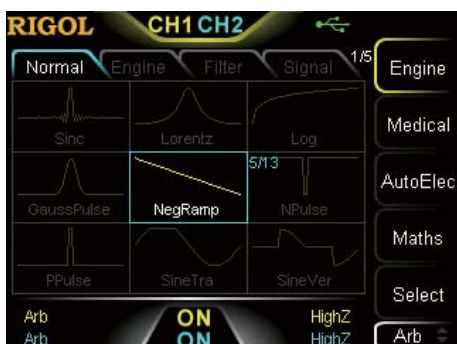 RIGOL CH1 CH2
Normal Engine Filter Signal 1/5 Engine
Sinc Lorentz Log Medical
5/13
GaussPulse NegRamp NPulse AutoElec
Maths
PPulse SineTra SineVer
Select
Arb ON HighZ
Arb ON HighZ Arb